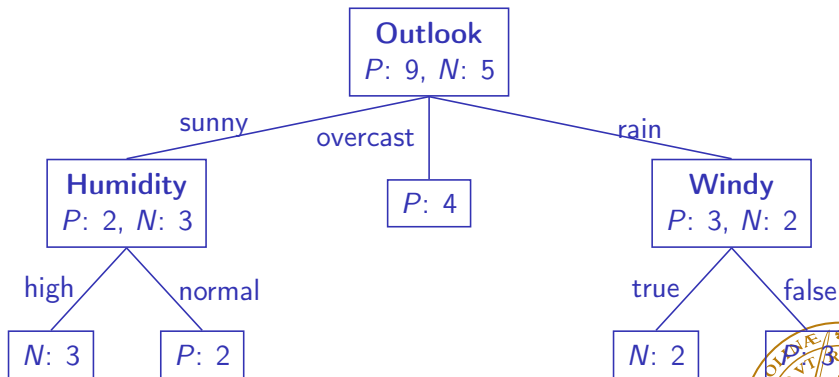 Outlook
P: 9, N: 5
sunny
overcast
rain
Humidity
P: 2, N: 3
P: 4
Windy
P: 3, N: 2
high
normal
true
false
N: 3
P: 2
N: 2
P: 3